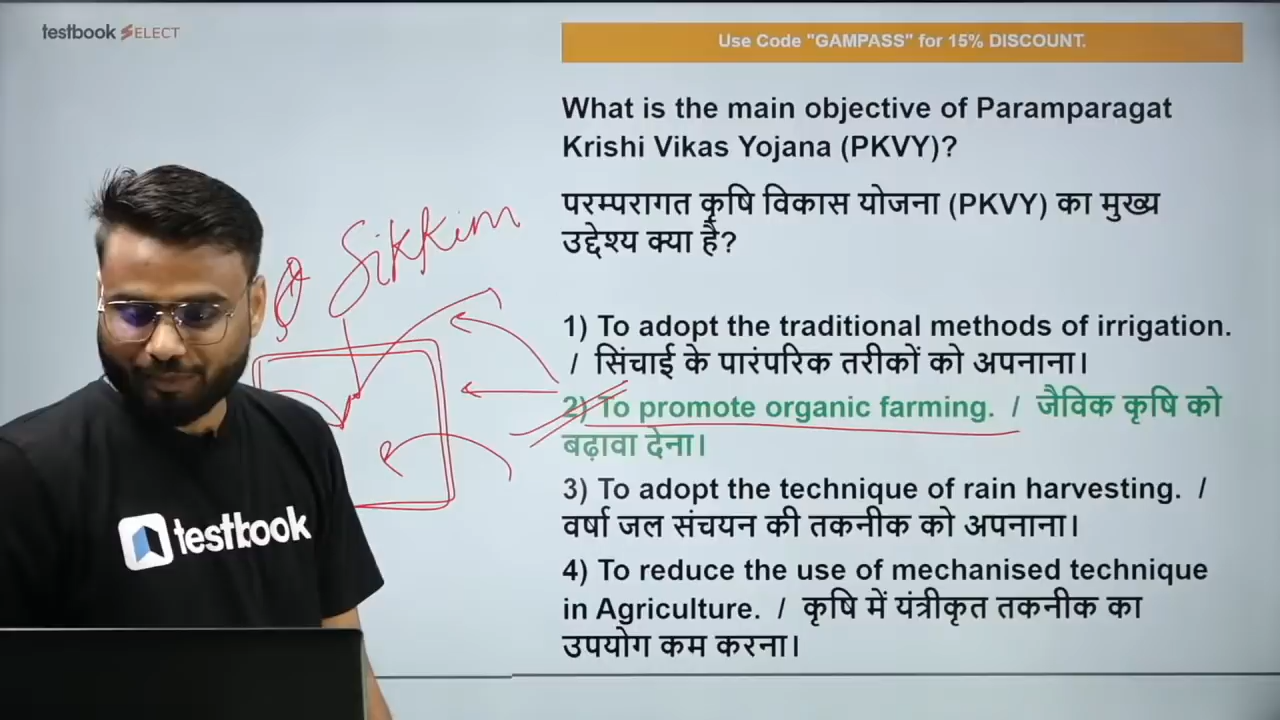 testbook SELECT
Use Code "GAMPASS" for 15% DISCOUNT.
What is the main objective of Paramparagat
Krishi Vikas Yojana (PKVY)?
परम्परागत कृषि विकास योजना (PKVY) का मुख्य
उद्देश्य क्या है?
Sikkim
1) To adopt the traditional methods of irrigation.
/ सिंचाई के पारंपरिक तरीकों को अपनाना।
2) To promote organic farming. / जैविक कृषि को
बढ़ावा देना।
3) To adopt the technique of rain harvesting. /
वर्षा जल संचयन की तकनीक को अपनाना।
4) To reduce the use of mechanised technique
in Agriculture. / कृषि में यंत्रीकृत तकनीक का
उपयोग कम करना।
testbook